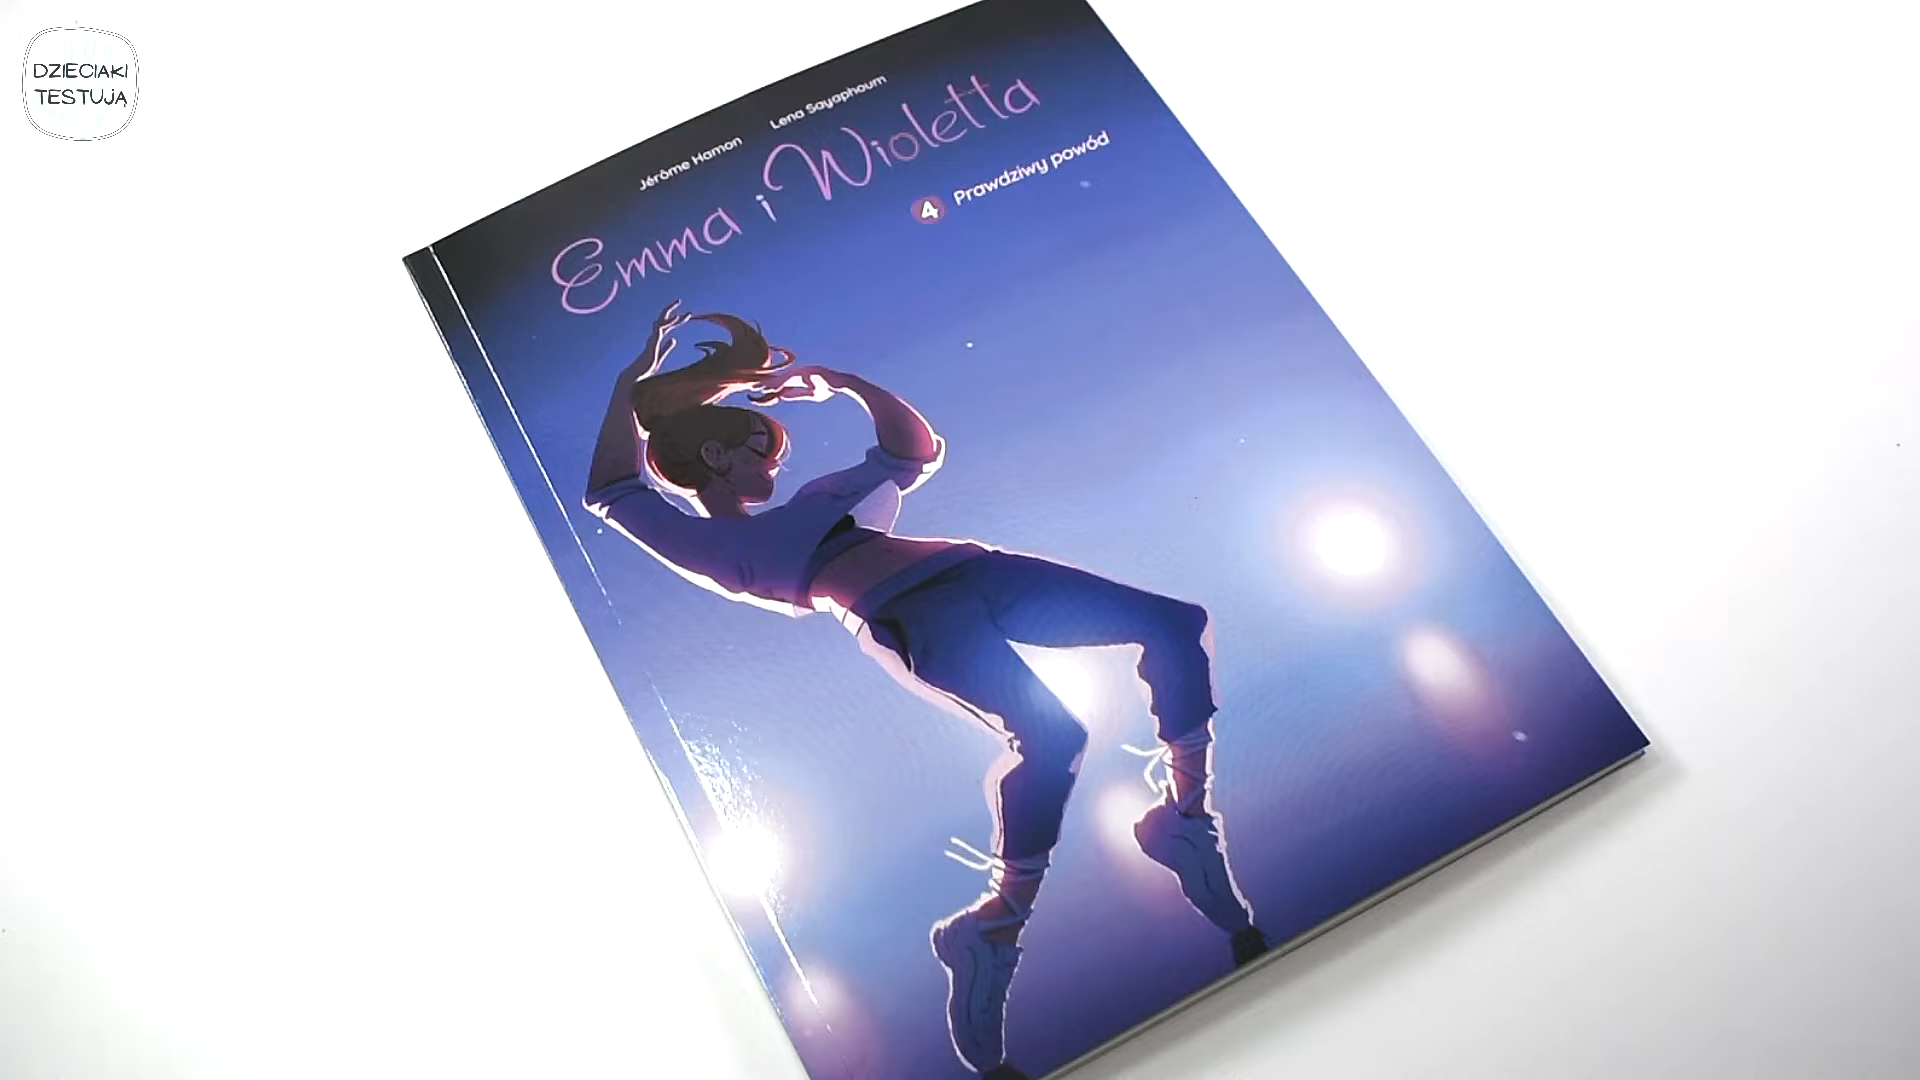 DZIECIAKI
TESTUJĄ
Jérôme Hamon Lena Sayaphoum
Emma i Wioletta
4 Prawdziwy powód